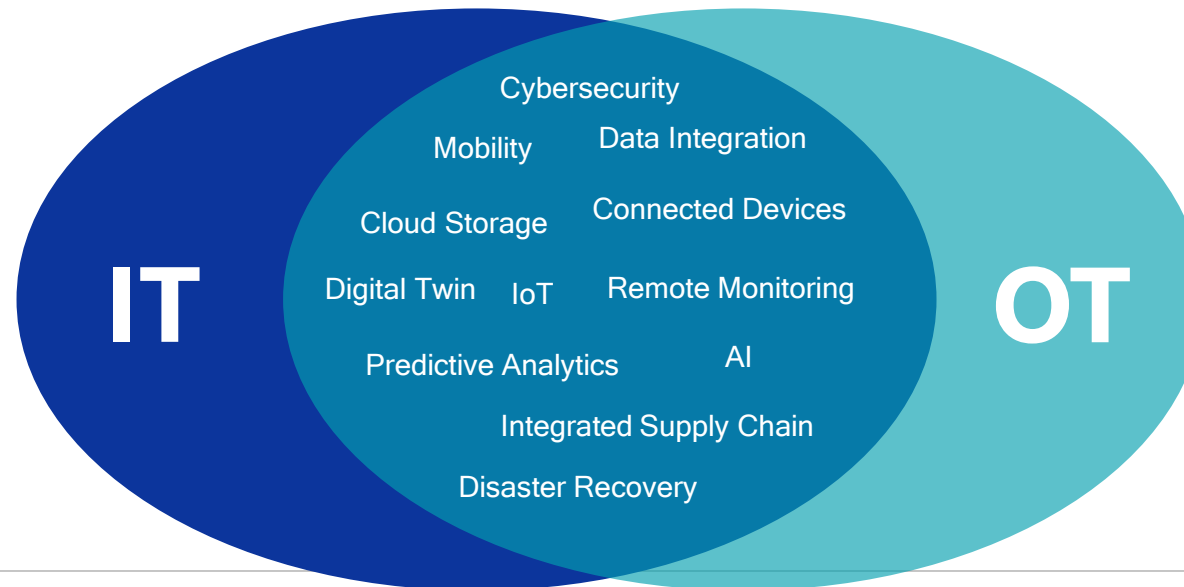 Cybersecurity
Mobility
Data Integration
Cloud Storage
Connected Devices
IT
Digital Twin
IoT
Remote Monitoring
OT
Predictive Analytics
AI
Integrated Supply Chain
Disaster Recovery